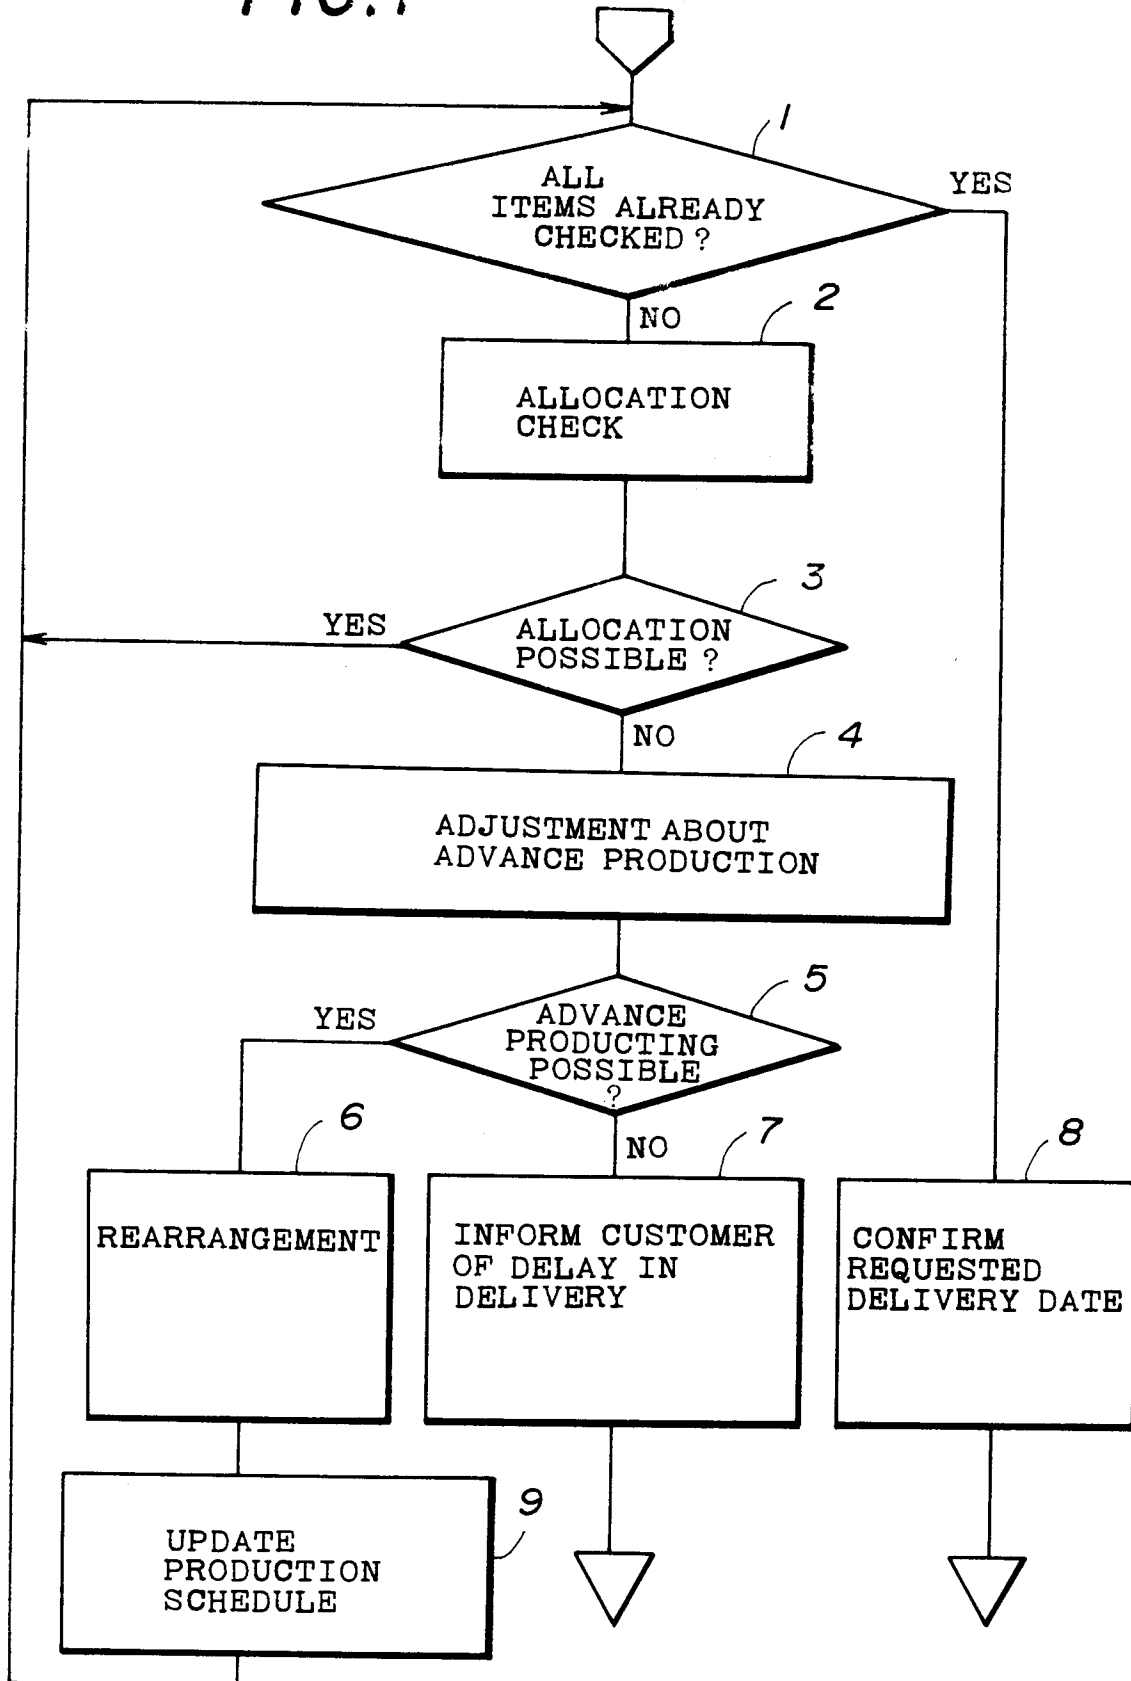 FIG.1
1
ALL
ITEMS ALREADY
CHECKED ?
YES
NO
2
ALLOCATION
CHECK
3
YES
ALLOCATION
POSSIBLE ?
NO
4
ADJUSTMENT ABOUT
ADVANCE PRODUCTION
5
YES
ADVANCE
PRODUCTING
POSSIBLE
?
NO
6
7
8
REARRANGEMENT
INFORM CUSTOMER
OF DELAY IN
DELIVERY
CONFIRM
REQUESTED
DELIVERY DATE
9
UPDATE
PRODUCTION
SCHEDULE